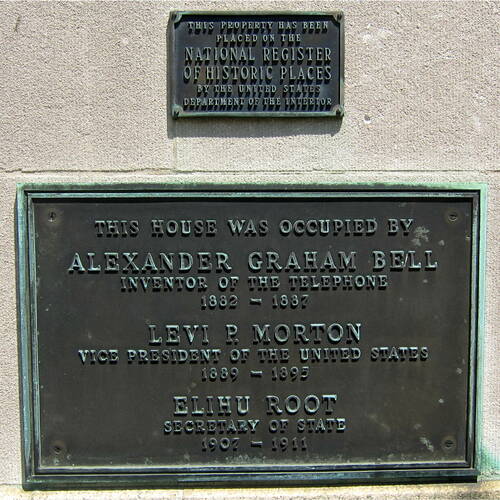 THIS PROPERTY HAS BEEN
PLACED ON THE
NATIONAL REGISTER
OF HISTORIC PLACES
BY THE UNITED STATES
DEPARTMENT OF THE INTERIOR
THIS HOUSE WAS OCCUPIED BY
ALEXANDER GRAHAM BELL
INVENTOR OF THE TELEPHONE
1882 - 1887
LEVI P. MORTON
VICE PRESIDENT OF THE UNITED STATES
1889 - 1895
ELIHU ROOT
SECRETARY OF STATE
1907 - 1911